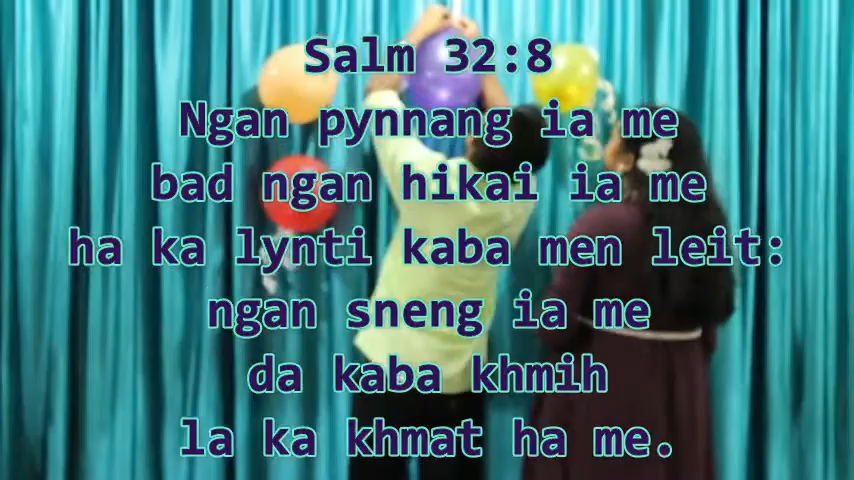 Salm 32:8
Ngan pynnang ia me
bad ngan hikai ia me
ha ka lynti kaba men leit:
ngan sneng ia me
da kaba khmih
la ka khmat ha me.